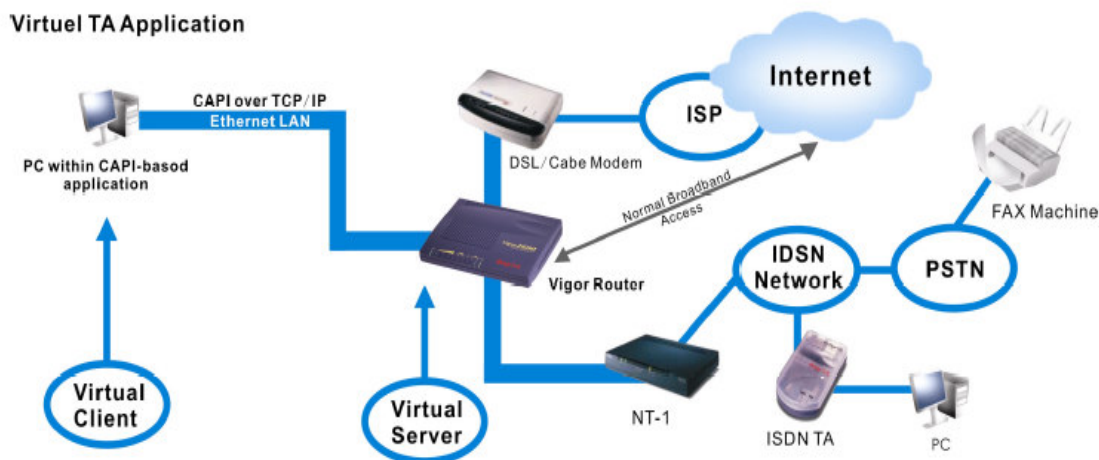 Virtuel TA Application
CAPI over TCP/IP
Ethernet LAN
PC within CAPI-basod
application
DSL/Cabe Modem
ISP
Internet
Normal Broadband
Access
FAX Machine
Vigor Router
IDSN
Network
PSTN
Virtual
Client
Virtual
Server
NT-1
ISDN TA
PC